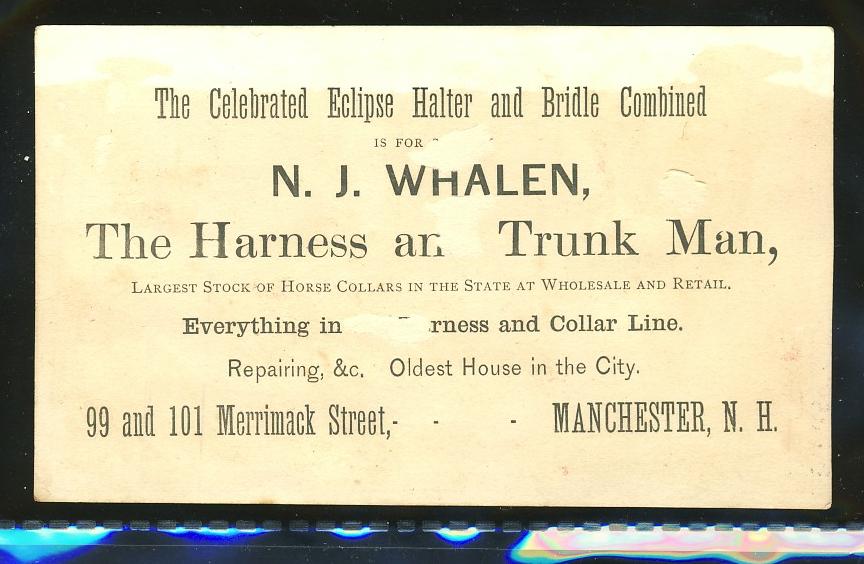 The Celebrated Eclipse Halter and Bridle Combined
IS FOR
N. J. WHALEN,
The Harness an Trunk Man,
LARGEST STOCK OF HORSE COLLARS IN THE STATE AT WHOLESALE AND RETAIL.
Everything in rness and Collar Line.
Repairing, &c. Oldest House in the City.
99 and 101 Merrimack Street,- - - MANCHESTER, N. H.